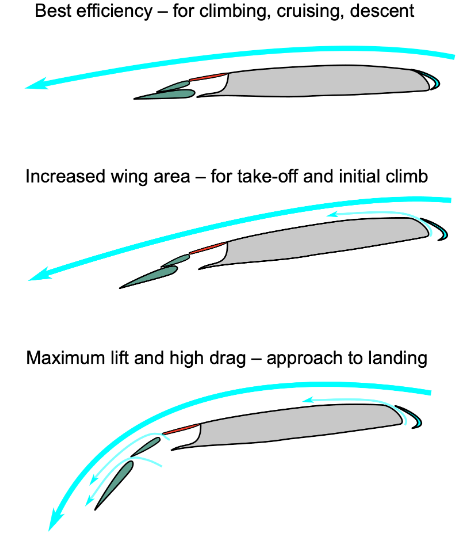 Best efficiency – for climbing, cruising, descent
Increased wing area – for take-off and initial climb
Maximum lift and high drag – approach to landing